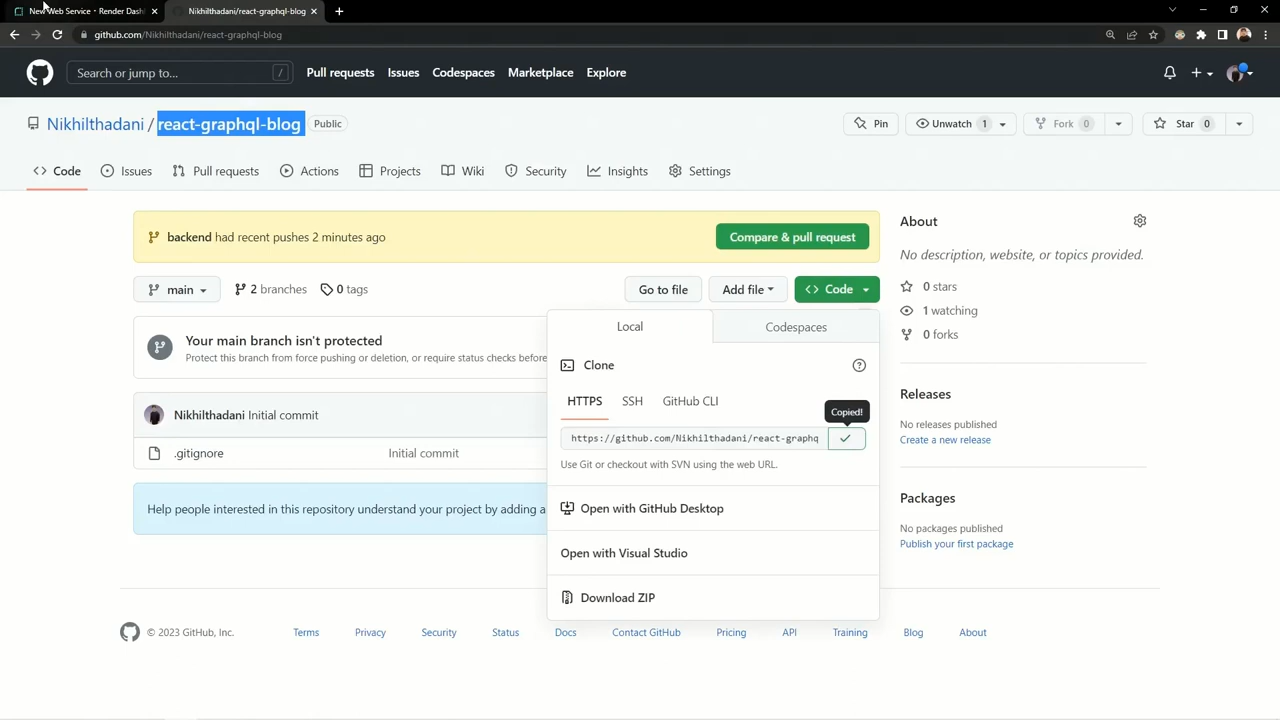 New Web Service · Render Dash
Nikhilthadani/react-graphql-blog
github.com/Nikhilthadani/react-graphql-blog
Search or jump to...
/
Pull requests
Issues
Codespaces
Marketplace
Explore
Nikhilthadani / react-graphql-blog
Public
Pin
Unwatch 1
Fork 0
Star 0
Code
Issues
Pull requests
Actions
Projects
Wiki
Security
Insights
Settings
backend had recent pushes 2 minutes ago
Compare & pull request
main
2 branches
0 tags
Go to file
Add file
Code
Your main branch isn't protected
Protect this branch from force pushing or deletion, or require status checks before
Nikhilthadani Initial commit
.gitignore
Initial commit
Help people interested in this repository understand your project by adding a
Local
Codespaces
Clone
HTTPS
SSH
GitHub CLI
Copied!
https://github.com/Nikhilthadani/react-graphq
Use Git or checkout with SVN using the web URL.
Open with GitHub Desktop
Open with Visual Studio
Download ZIP
About
No description, website, or topics provided.
0 stars
1 watching
0 forks
Releases
No releases published
Create a new release
Packages
No packages published
Publish your first package
© 2023 GitHub, Inc.
Terms
Privacy
Security
Status
Docs
Contact GitHub
Pricing
API
Training
Blog
About